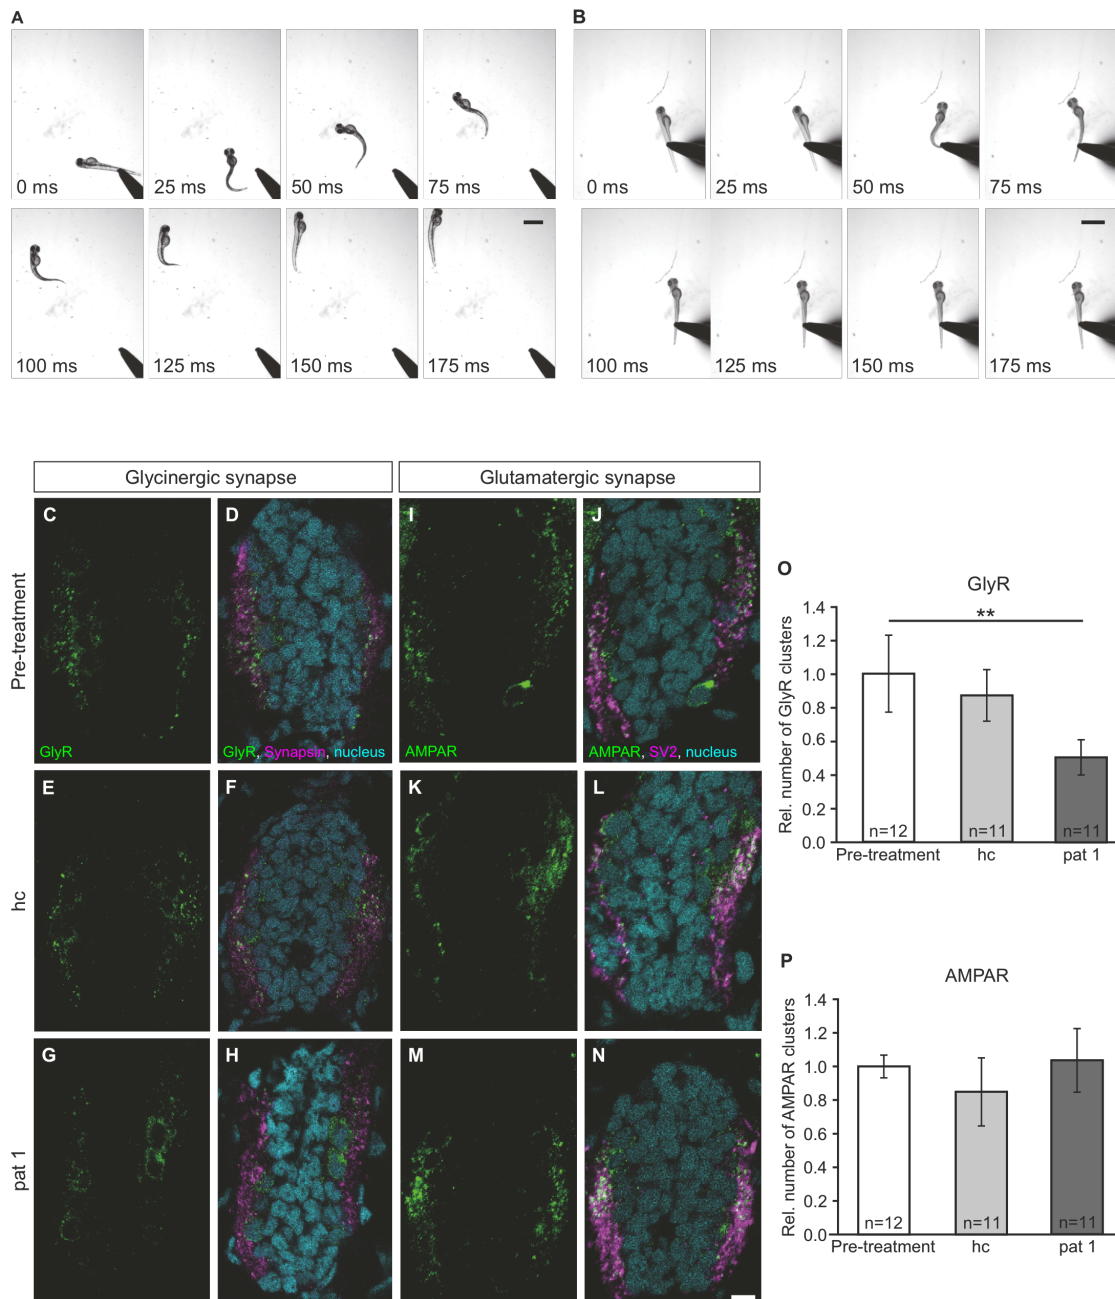 A
B
0 ms
25 ms
50 ms
75 ms
0 ms
25 ms
50 ms
75 ms
100 ms
125 ms
150 ms
175 ms
100 ms
125 ms
150 ms
175 ms
Glycinergic synapse
Glutamatergic synapse
Pre-treatment
C
GlyR
D
GlyR, Synapsin, nucleus
I
AMPAR
J
AMPAR, SV2, nucleus
hc
E
F
K
L
pat 1
G
H
M
N
O
GlyR
Rel. number of GlyR clusters
1.4
1.2
1.0
0.8
0.6
0.4
0.2
0.0
**
n=12
n=11
n=11
Pre-treatment
hc
pat 1
P
AMPAR
Rel. number of AMPAR clusters
1.4
1.2
1.0
0.8
0.6
0.4
0.2
0.0
n=12
n=11
n=11
Pre-treatment
hc
pat 1